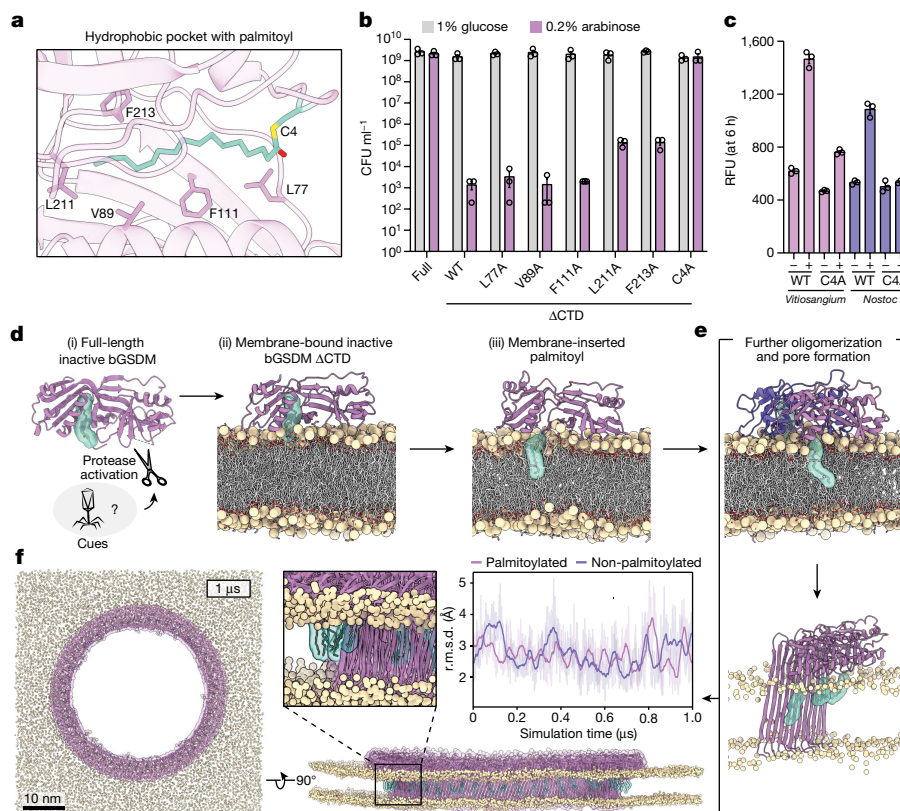 a
Hydrophobic pocket with palmitoyl
F213
C4
L211
V89
F111
L77
b
1% glucose
0.2% arabinose
CFU ml⁻¹
10¹⁰
10⁹
10⁸
10⁷
10⁶
10⁵
10⁴
10³
10²
10¹
10⁰
Full
WT
L77A
V89A
F111A
L211A
F213A
C4A
ΔCTD
c
RFU (at 6 h)
1,600
1,200
800
400
0
– + – + – + – –
WT C4A WT C4A
Vitiosangium Nostoc
d
(i) Full-length
inactive bGSDM
Protease
activation
?
Cues
(ii) Membrane-bound inactive
bGSDM ΔCTD
(iii) Membrane-inserted
palmitoyl
e
Further oligomerization
and pore formation
f
1 μs
10 nm
90°
Palmitoylated
Non-palmitoylated
r.m.s.d. (Å)
5
4
3
2
0 0.2 0.4 0.6 0.8 1.0
Simulation time (μs)